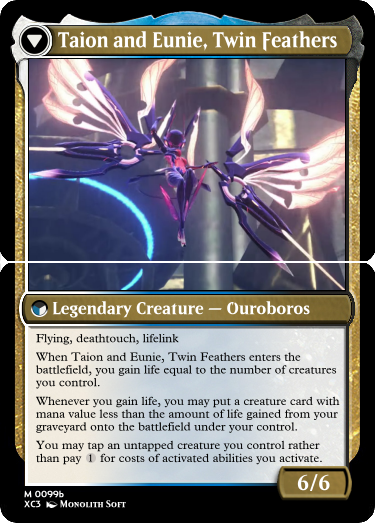 Taion and Eunie, Twin Feathers
Legendary Creature — Ouroboros
Flying, deathtouch, lifelink
When Taion and Eunie, Twin Feathers enters the
battlefield, you gain life equal to the number of creatures
you control.
Whenever you gain life, you may put a creature card with
mana value less than the amount of life gained from your
graveyard onto the battlefield under your control.
You may tap an untapped creature you control rather
than pay 1 for costs of activated abilities you activate.
6/6
M 0099b
XC3 Monolith Soft